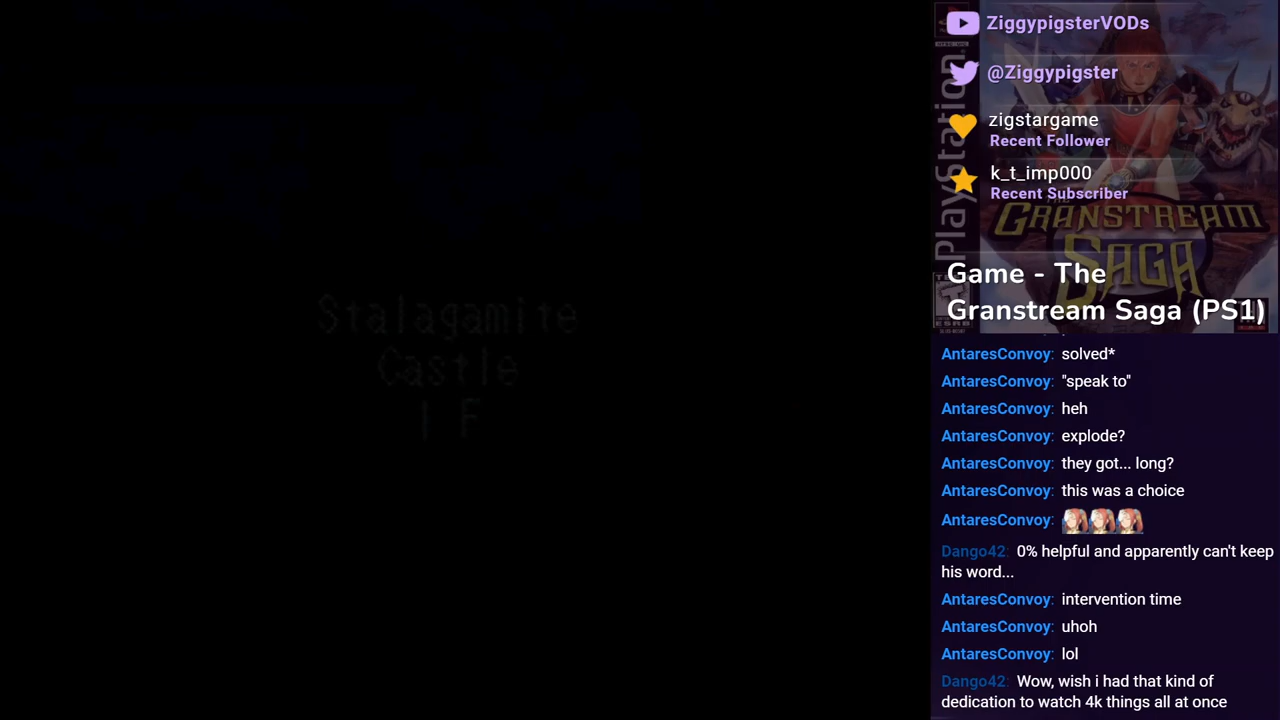 Stalagamite
Castle
1 F
ZiggypigsterVODs
@Ziggypigster
zigstargame
Recent Follower
k_t_imp000
Recent Subscriber
PlayStation
THE
GRANSTREAM
SAGA
Game - The
Granstream Saga (PS1)
AntaresConvoy: solved*
AntaresConvoy: "speak to"
AntaresConvoy: heh
AntaresConvoy: explode?
AntaresConvoy: they got... long?
AntaresConvoy: this was a choice
AntaresConvoy:
Dango42: 0% helpful and apparently can't keep
his word...
AntaresConvoy: intervention time
AntaresConvoy: uhoh
AntaresConvoy: lol
Dango42: Wow, wish i had that kind of
dedication to watch 4k things all at once